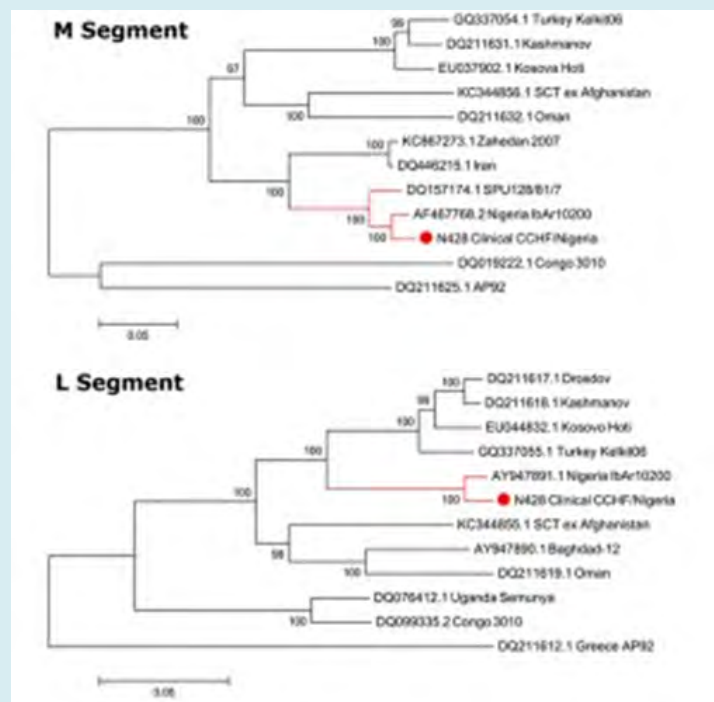 M Segment
99
GQ337054.1 Turkey Kelkit06
100
DQ211631.1 Kashmanov
EU037902.1 Kosova Hoti
97
KC344856.1 SCT ex Afghanistan
100
DQ211632.1 Oman
100
KC867273.1 Zahedan 2007
100
DQ446215.1 Iran
100
DQ157174.1 SPU128/81/7
100
AF467768.2 Nigeria IbAr10200
100
N428 Clinical CCHF/Nigeria
DQ019222.1 Congo 3010
DQ211625.1 AP92
0.05
L Segment
100
DQ211617.1 Drosdov
99
DQ211618.1 Kashmanov
100
EU044832.1 Kosovo Hoti
GQ337055.1 Turkey Kelkit06
100
AY947891.1 Nigeria IbAr10200
100
N428 Clinical CCHF/Nigeria
100
KC344855.1 SCT ex Afghanistan
98
AY947890.1 Baghdad-12
100
DQ211619.1 Oman
DQ076412.1 Uganda Semunya
100
DQ099335.2 Congo 3010
DQ211612.1 Greece AP92
0.05